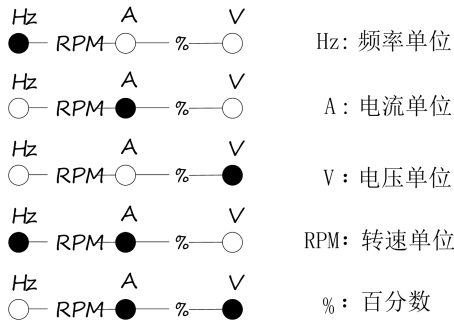 Hz A V
RPM % Hz: 频率单位
Hz A V
RPM % A: 电流单位
Hz A V
RPM % V: 电压单位
Hz A V
RPM % RPM: 转速单位
Hz A V
RPM % %: 百分数